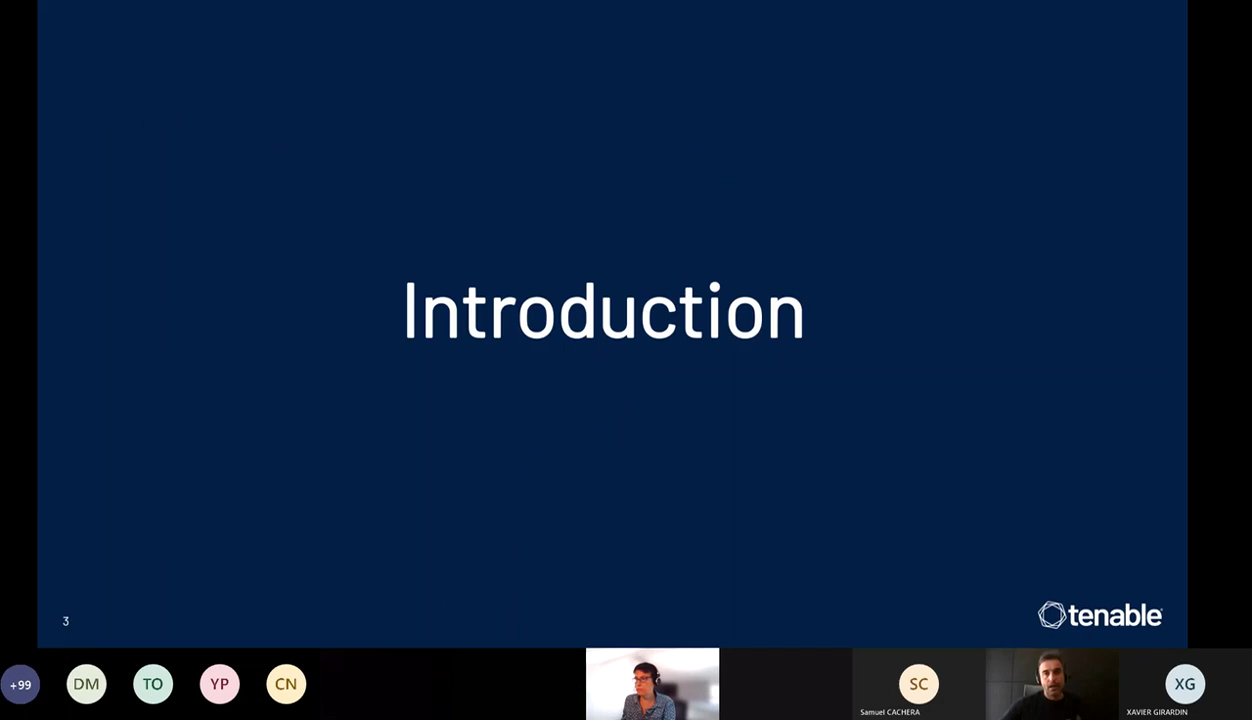 Introduction
3
tenable
+99
DM
TO
YP
CN
SC
XG
Samuel CACHERA
XAVIER GIRARDIN